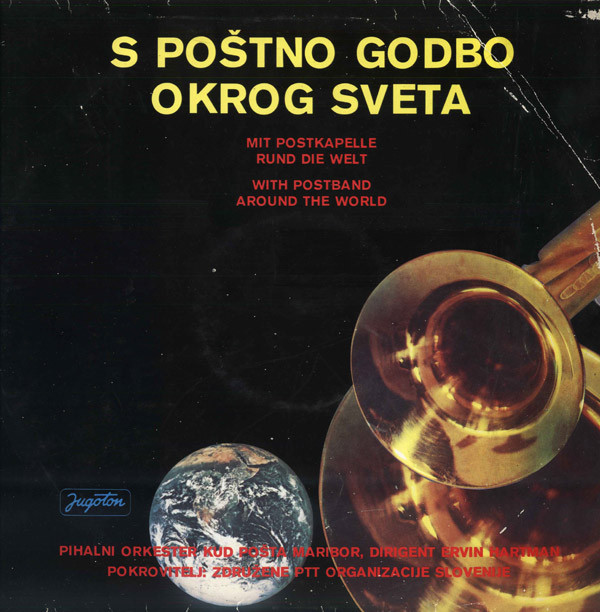 S POŠTNO GODBO
OKROG SVETA
MIT POSTKAPELLE
RUND DIE WELT
WITH POSTBAND
AROUND THE WORLD
Jugoton
PIHALNI ORKESTER KUD POŠTA MARIBOR, DIRIGENT ERVIN HARTMAN
POKROVITELJ: ZDRUŽENE PTT ORGANIZACIJE SLOVENIJE